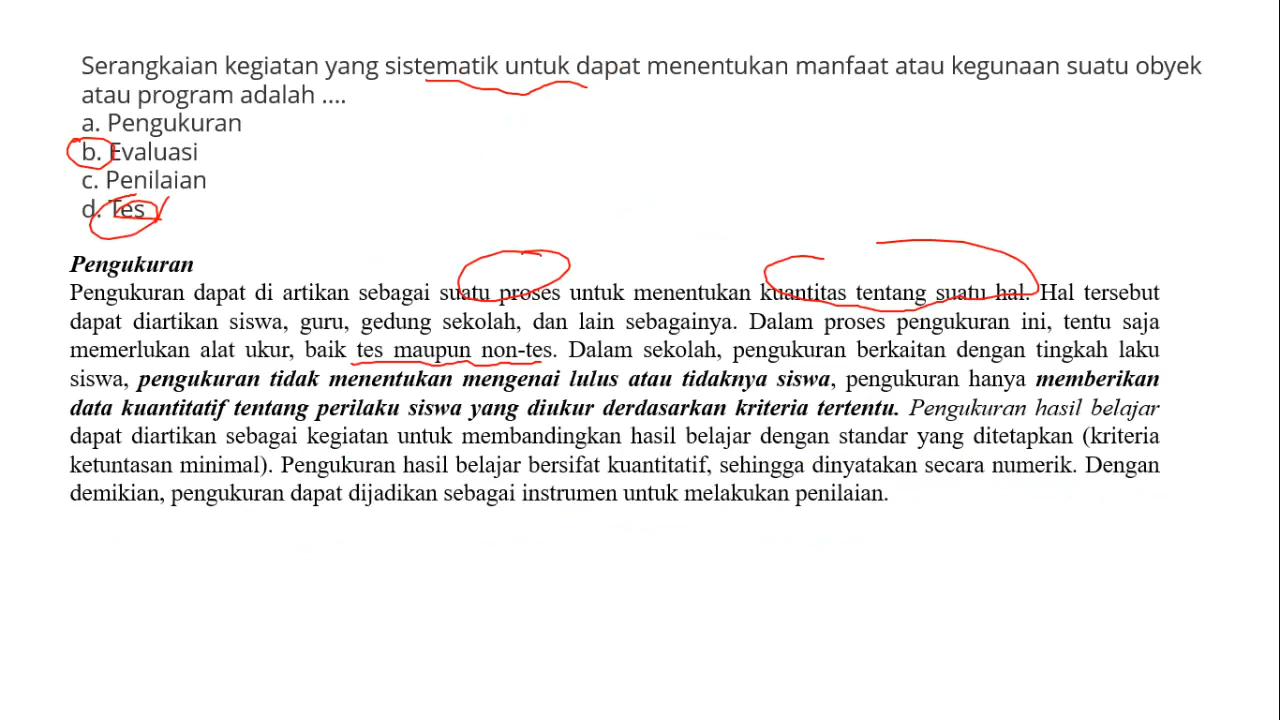 Serangkaian kegiatan yang sistematik untuk dapat menentukan manfaat atau kegunaan suatu obyek
atau program adalah ....
a. Pengukuran
b. Evaluasi
c. Penilaian
d. Tes
Pengukuran
Pengukuran dapat di artikan sebagai suatu proses untuk menentukan kuantitas tentang suatu hal. Hal tersebut
dapat diartikan siswa, guru, gedung sekolah, dan lain sebagainya. Dalam proses pengukuran ini, tentu saja
memerlukan alat ukur, baik tes maupun non-tes. Dalam sekolah, pengukuran berkaitan dengan tingkah laku
siswa, pengukuran tidak menentukan mengenai lulus atau tidaknya siswa, pengukuran hanya memberikan
data kuantitatif tentang perilaku siswa yang diukur derdasarkan kriteria tertentu. Pengukuran hasil belajar
dapat diartikan sebagai kegiatan untuk membandingkan hasil belajar dengan standar yang ditetapkan (kriteria
ketuntasan minimal). Pengukuran hasil belajar bersifat kuantitatif, sehingga dinyatakan secara numerik. Dengan
demikian, pengukuran dapat dijadikan sebagai instrumen untuk melakukan penilaian.